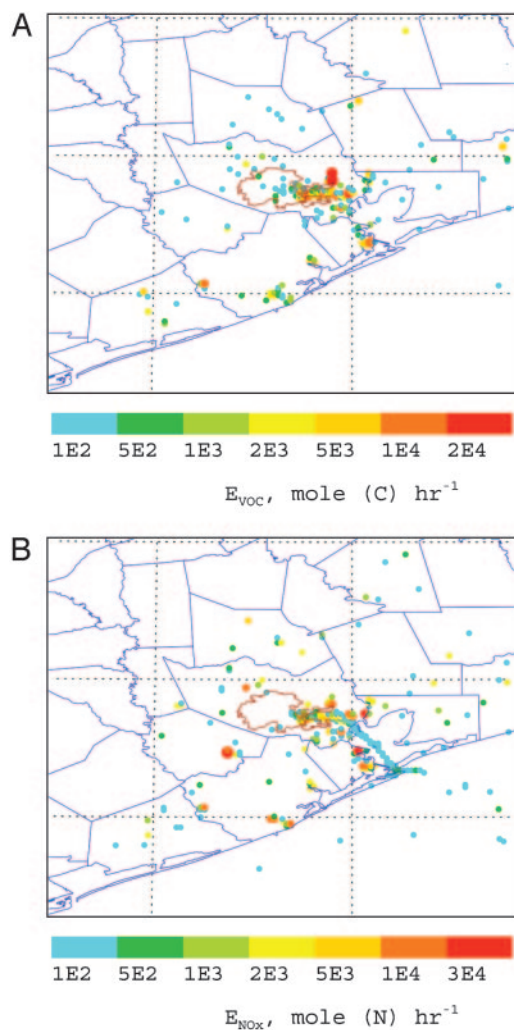 A
1E2 5E2 1E3 2E3 5E3 1E4 2E4
E_VOC, mole (C) hr⁻¹
B
1E2 5E2 1E3 2E3 5E3 1E4 3E4
E_NOx, mole (N) hr⁻¹